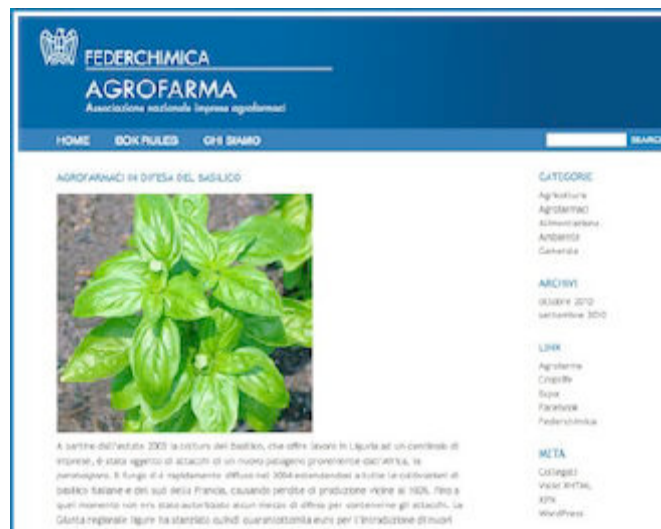 FEDERCHIMICA
AGROFARMA
Associazione nazionale imprese agrofarmaci
HOME BOX RULES CHI SIAMO
SEARCH
AGROFARMACI IN DIFESA DEL BASILICO
CATEGORIE
Agricoltura
Agrofarmaci
Alimentazione
Ambiente
Generale
ARCHIVI
ottobre 2010
settembre 2010
LINK
Agrofarma
Croplife
Ecpa
Facebook
Federchimica
META
Collegati
Valid XHTML
XFN
WordPress
A partire dall'estate 2003 la coltura del basilico, che offre lavoro in Liguria ad un centinaio di
imprese, è stata oggetto di attacchi di un nuovo patogeno proveniente dall'Africa, la
peronospora. Il fungo si è rapidamente diffuso nel 2004 estendendosi a tutte le coltivazioni di
basilico italiane e del sud della Francia, causando perdite di produzione vicine al 100%. Fino a
quel momento non era stato autorizzato alcun mezzo di difesa per contenerne gli attacchi. La
Giunta regionale ligure ha stanziato quindi quarantottomila euro per l'introduzione di nuovi